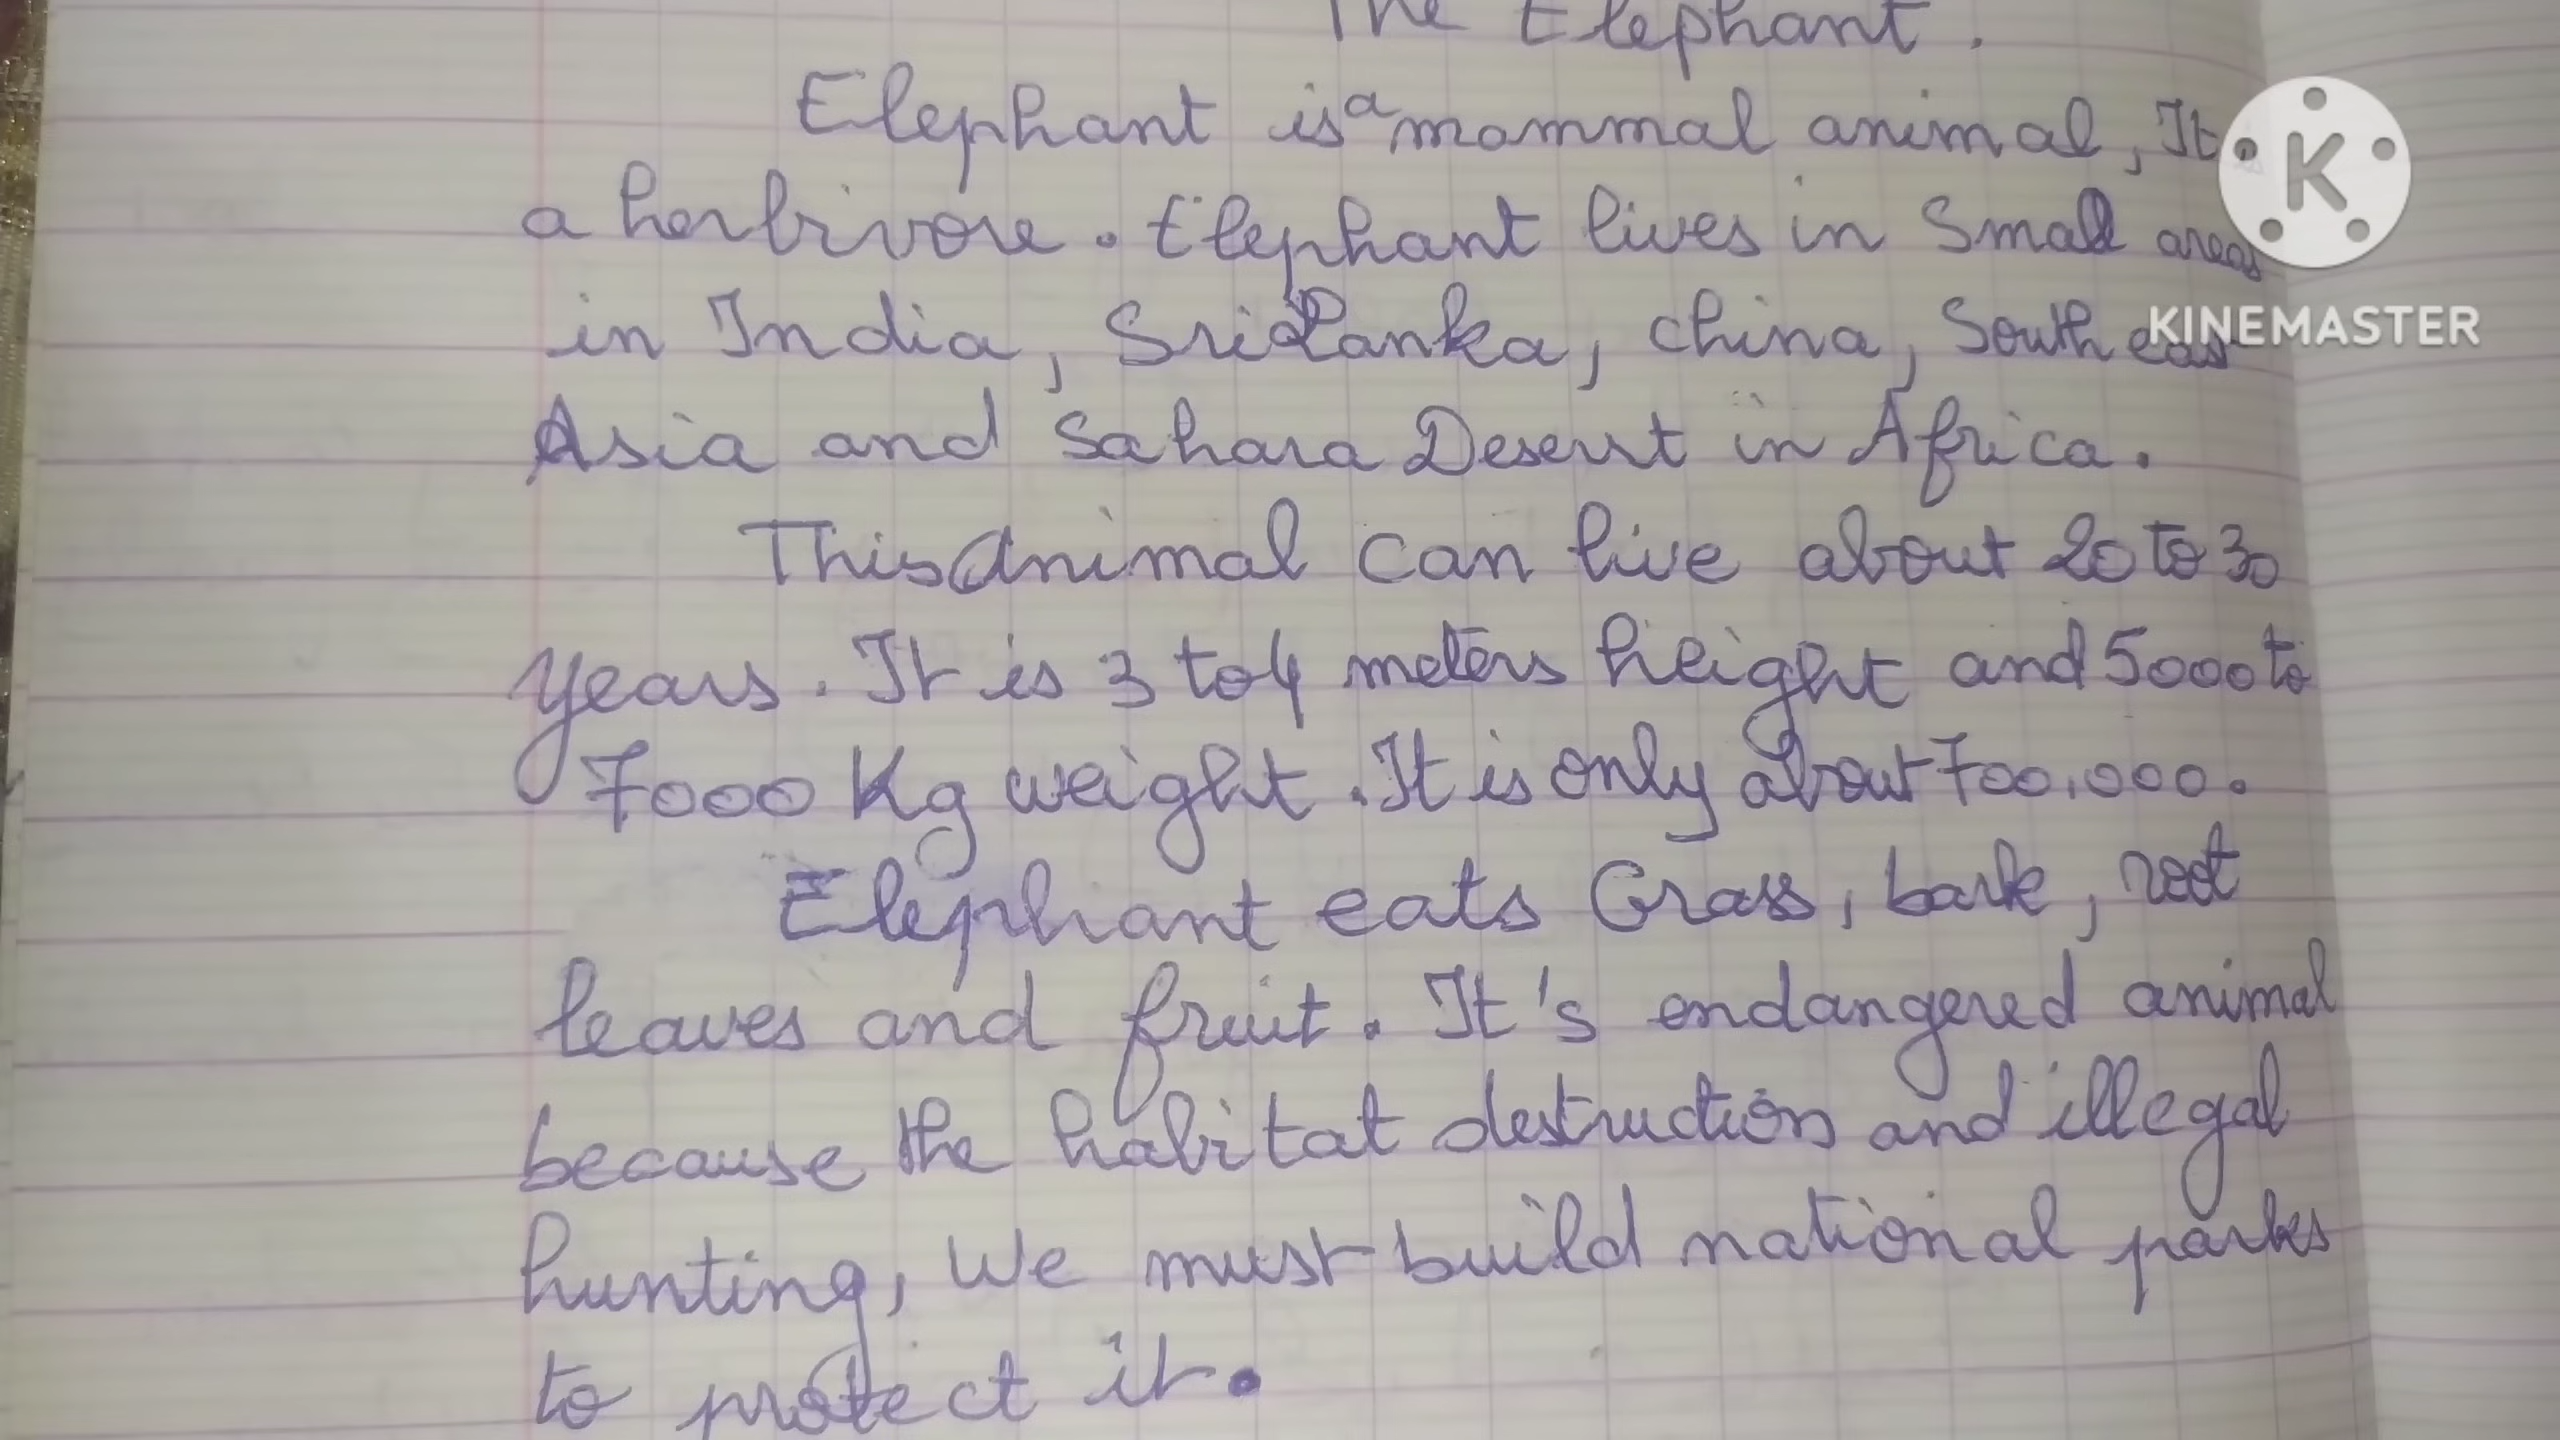 The Elephant.
Elephant is a mammal animal, It
a herbivore. Elephant lives in Small areas
in India, Sri Lanka, china, South east
Asia and Sahara Desert in Africa.
This animal can live about 20 to 30
years. It is 3 to 4 meters height and 5000 to
7000 Kg weight. It is only about 700.000.
Elephant eats Grass, bark, root
leaves and fruit. It's endangered animal
because the habitat destruction and illegal
hunting, We must build national parks
to protect it.
K
KINEMASTER